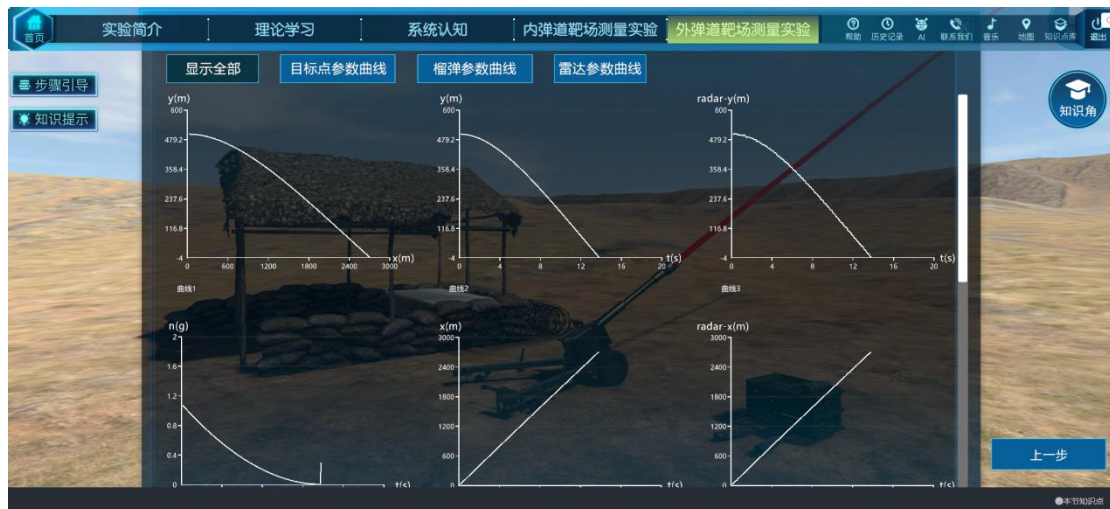 首页 实验简介 理论学习 系统认知 内弹道靶场测量实验 外弹道靶场测量实验 帮助 历史记录 AI 联系我们 音乐 地图 知识点库 退出
步骤引导
知识提示
显示全部 目标点参数曲线 榴弹参数曲线 雷达参数曲线
知识角
y(m) y(m) radar-y(m)
600 600 600
479.2 479.2 479.2
358.4 358.4 358.4
237.6 237.6 237.6
116.8 116.8 116.8
-4 x(m) -4 t(s) -4 t(s)
0 600 1200 1800 2400 3000 0 4 8 12 16 20 0 4 8 12 16 20
曲线1 曲线2 曲线3
n(g) x(m) radar-x(m)
2 3000 3000
1.6 2400 2400
1.2 1800 1800
0.8 1200 1200
0.4 600 600
0 t(s) 0 t(s) 0 t(s)
上一步
本节知识点